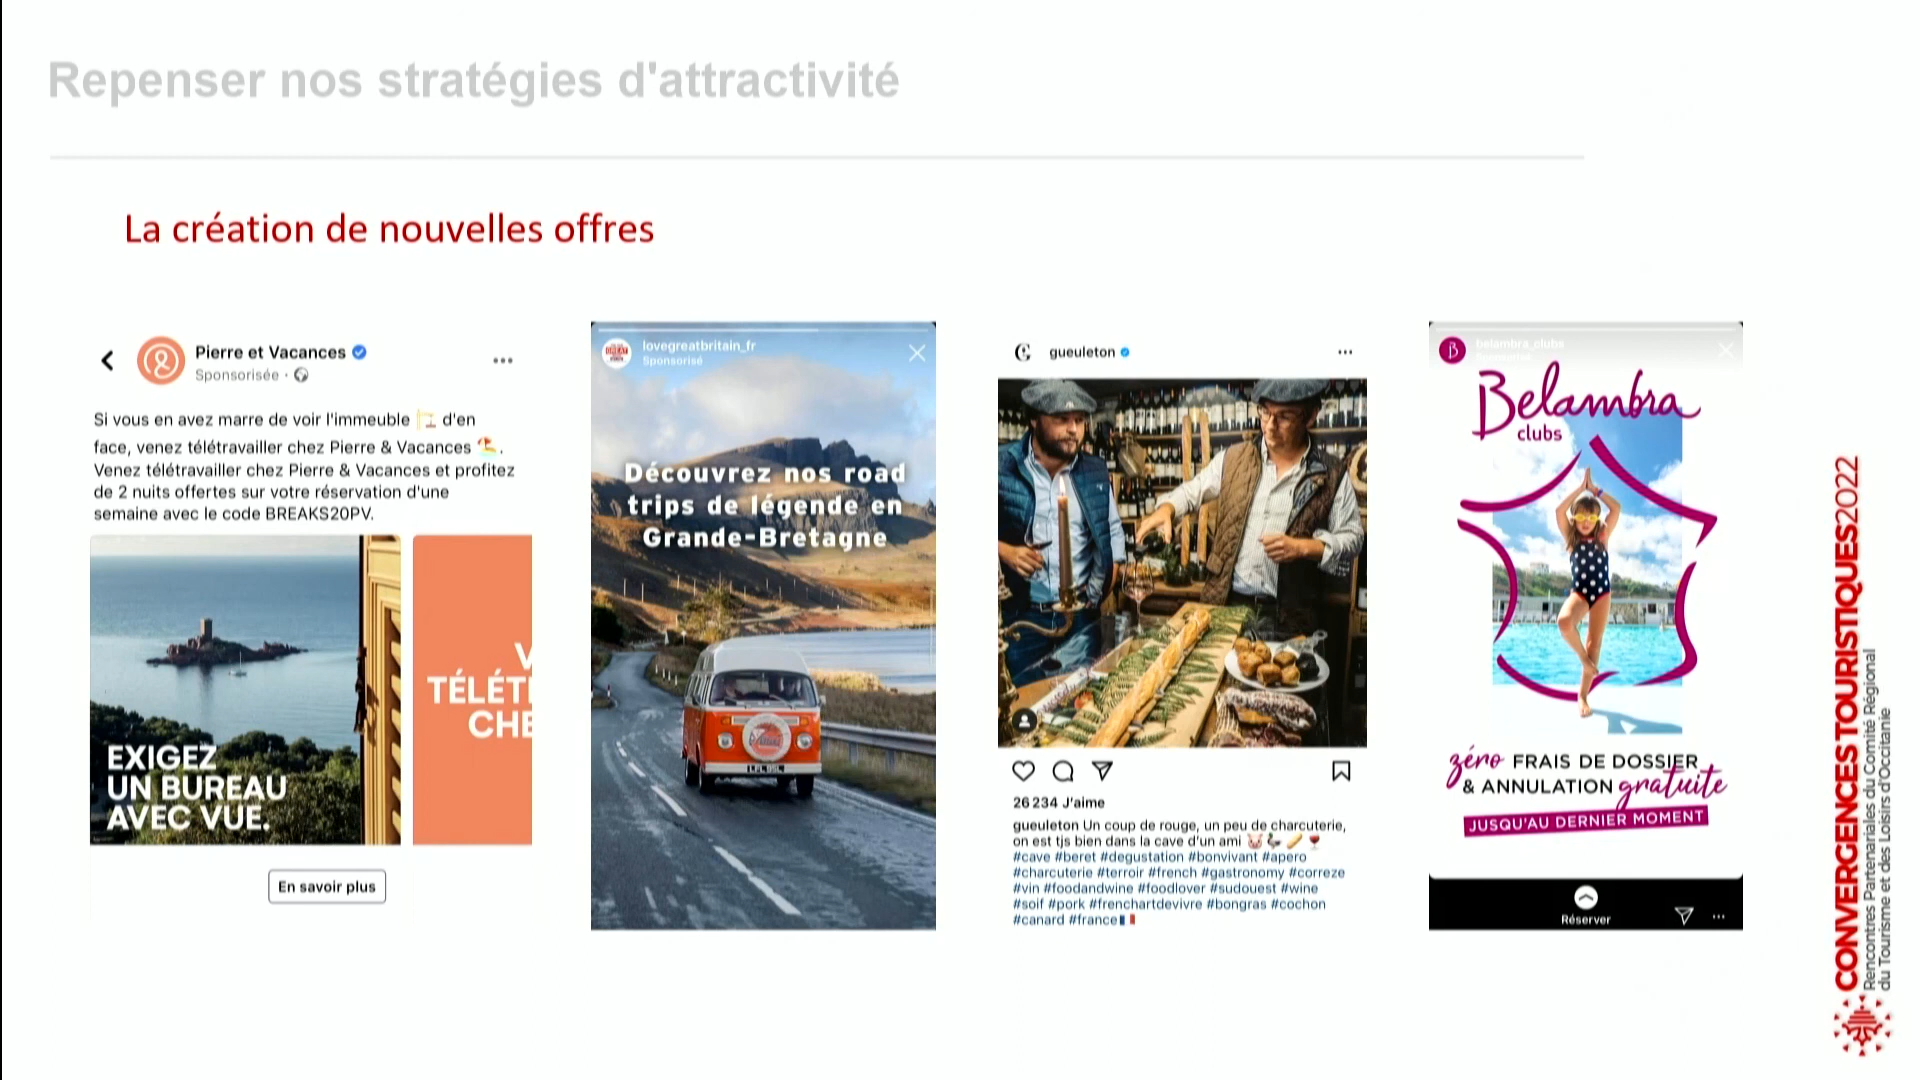 Repenser nos stratégies d'attractivité
La création de nouvelles offres
Pierre et Vacances
Sponsorisée ·
Si vous en avez marre de voir l'immeuble d'en
face, venez télétravailler chez Pierre & Vacances .
Venez télétravailler chez Pierre & Vacances et profitez
de 2 nuits offertes sur votre réservation d'une
semaine avec le code BREAKS20PV.
EXIGEZ
UN BUREAU
AVEC VUE.
V
TÉLÉT
CHE
En savoir plus
lovegreatbritain_fr
Sponsorisé
GREAT
Découvrez nos road
trips de légende en
Grande-Bretagne
gueuleton
26 234 J'aime
gueuleton Un coup de rouge, un peu de charcuterie,
on est tjs bien dans la cave d'un ami 🐷🦆🥖🍷
#cave #beret #degustation #bonvivant #apero
#charcuterie #terroir #french #gastronomy #correze
#vin #foodandwine #foodlover #sudouest #wine
#soif #pork #frenchartdevivre #bongras #cochon
#canard #france🇫🇷
belambra_clubs
Sponsorisé
Belambra
clubs
zéro FRAIS DE DOSSIER
& ANNULATION gratuite
JUSQU'AU DERNIER MOMENT
Réserver
CONVERGENCES TOURISTIQUES2022
Rencontres Partenariales du Comité Régional
du Tourisme et des Loisirs d'Occitanie